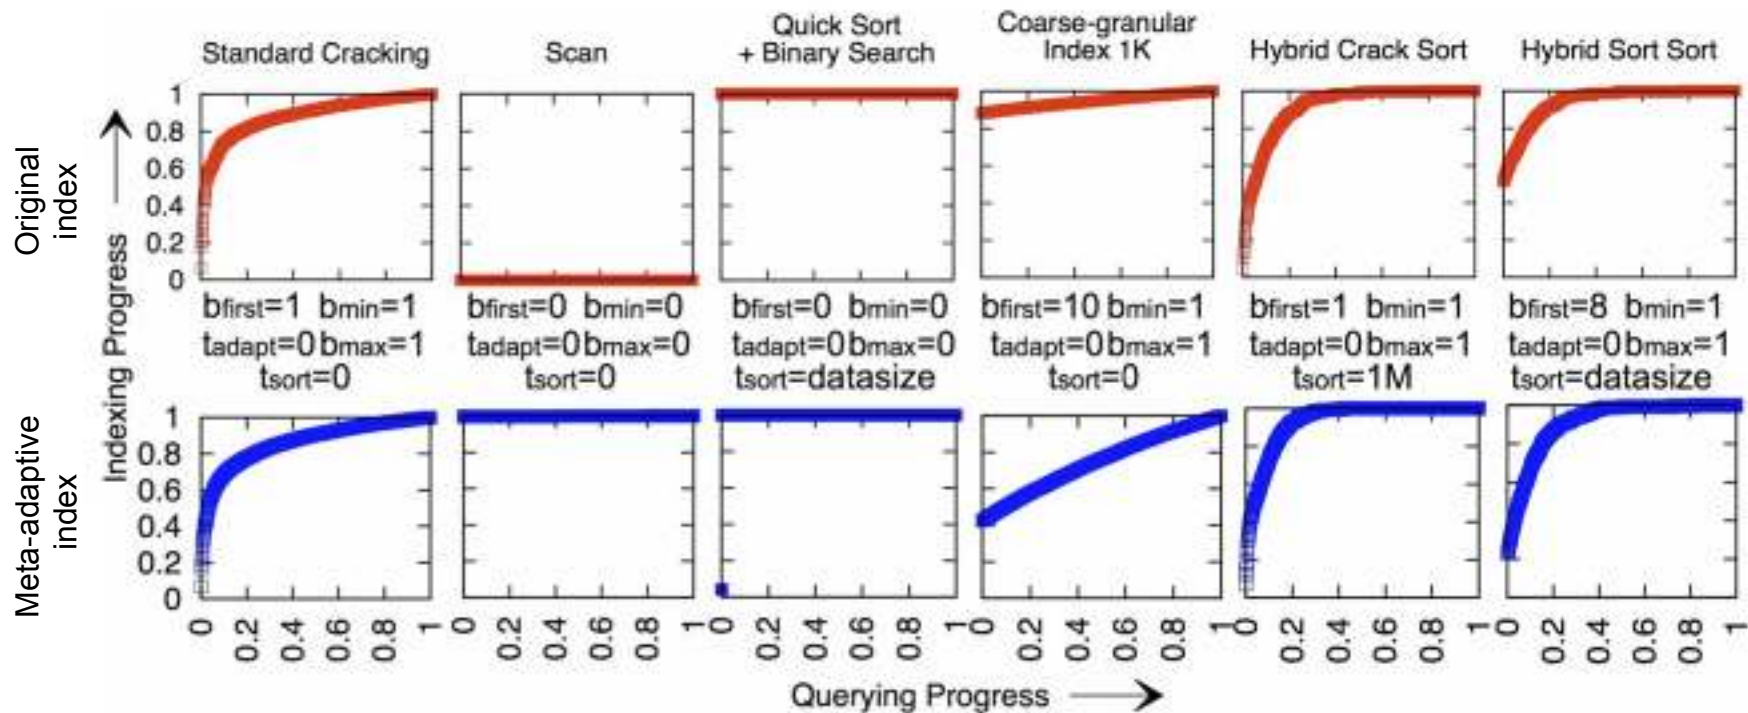 Standard Cracking
Scan
Quick Sort
+ Binary Search
Coarse-granular
Index 1K
Hybrid Crack Sort
Hybrid Sort Sort
Original
index
Meta-adaptive
index
Indexing Progress
1
0.8
0.6
0.4
0.2
0
bfirst=1 bmin=1
tadapt=0 bmax=1
tsort=0
bfirst=0 bmin=0
tadapt=0 bmax=0
tsort=0
bfirst=0 bmin=0
tadapt=0 bmax=0
tsort=datasize
bfirst=10 bmin=1
tadapt=0 bmax=1
tsort=0
bfirst=1 bmin=1
tadapt=0 bmax=1
tsort=1M
bfirst=8 bmin=1
tadapt=0 bmax=1
tsort=datasize
1
0.8
0.6
0.4
0.2
0
0 0.2 0.4 0.6 0.8 1
0 0.2 0.4 0.6 0.8 1
0 0.2 0.4 0.6 0.8 1
0 0.2 0.4 0.6 0.8 1
0 0.2 0.4 0.6 0.8 1
0 0.2 0.4 0.6 0.8 1
Querying Progress